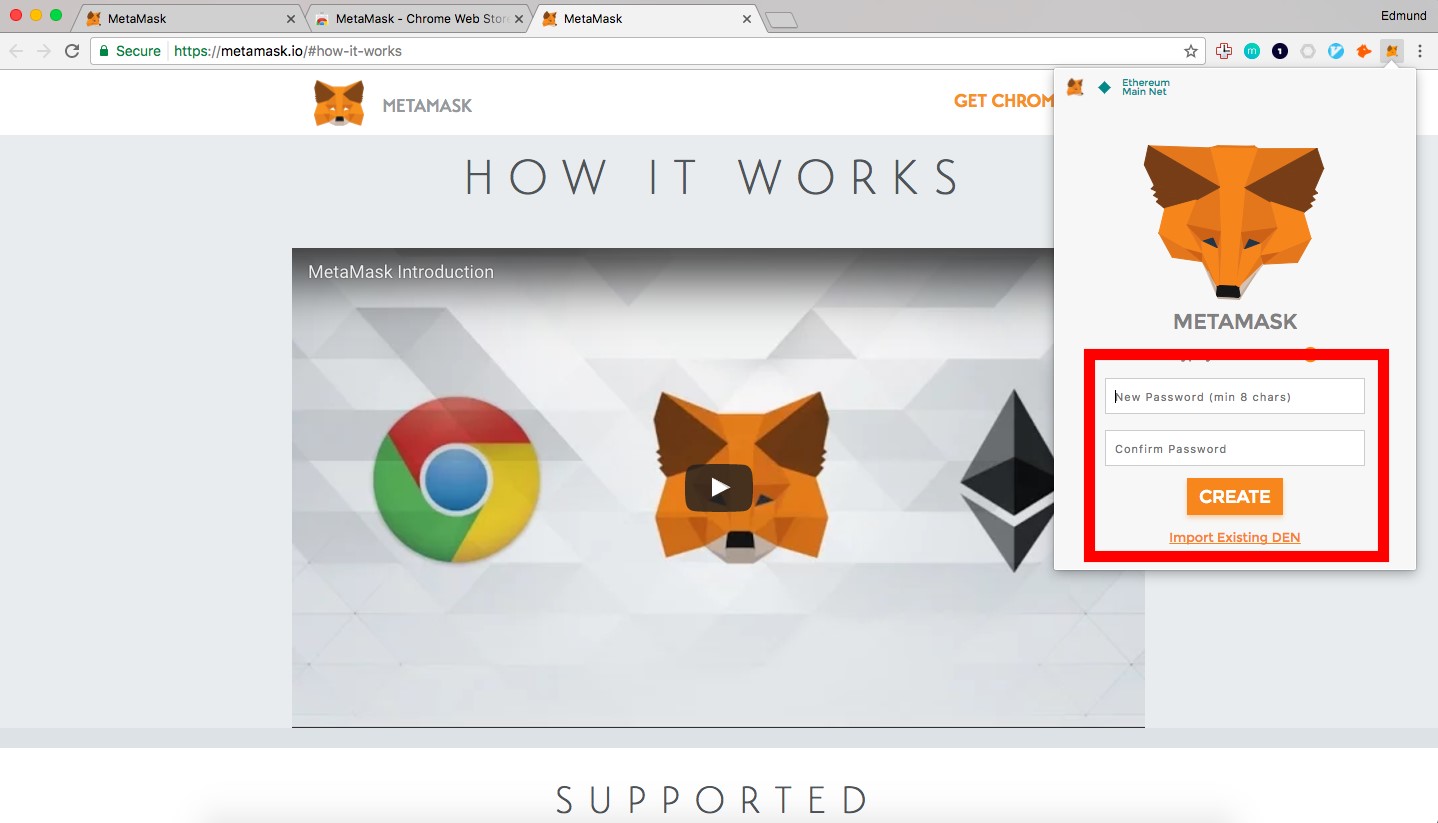 MetaMask
MetaMask - Chrome Web Store
MetaMask
Edmund
Secure
https://metamask.io/#how-it-works
METAMASK
GET CHROM
Ethereum
Main Net
HOW IT WORKS
MetaMask Introduction
METAMASK
New Password (min 8 chars)
Confirm Password
CREATE
Import Existing DEN
SUPPORTED